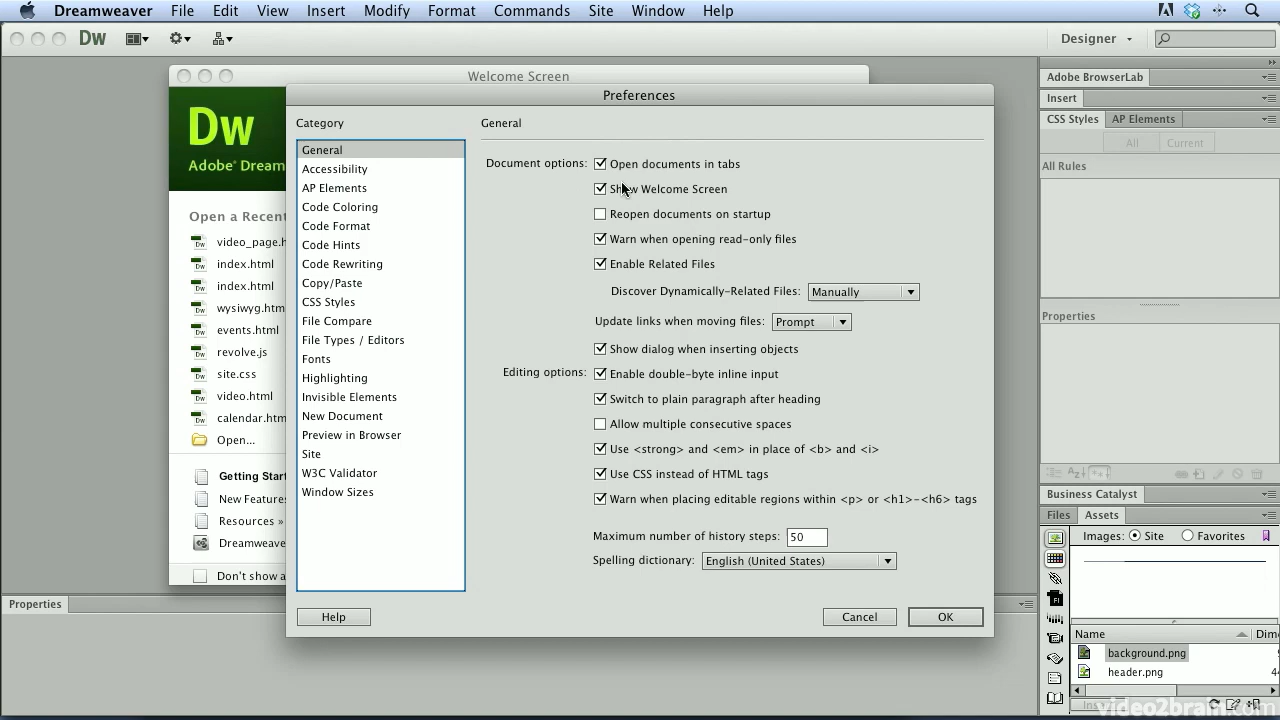 Dreamweaver File Edit View Insert Modify Format Commands Site Window Help
Dw Designer
Welcome Screen
Adobe BrowserLab
Preferences
Insert
CSS Styles AP Elements
All Current
All Rules
Properties
Business Catalyst
Files Assets
Images: Site Favorites
Name Dime
background.png
header.png
Dw
Adobe® Dream
Open a Recen
video_page.h
index.html
index.html
wysiwyg.html
events.html
revolve.js
site.css
video.html
calendar.htm
Open...
Getting Start
New Features
Resources »
Dreamweaver
Don't show a
Properties
Category
General
Accessibility
AP Elements
Code Coloring
Code Format
Code Hints
Code Rewriting
Copy/Paste
CSS Styles
File Compare
File Types / Editors
Fonts
Highlighting
Invisible Elements
New Document
Preview in Browser
Site
W3C Validator
Window Sizes
General
Document options: Open documents in tabs
Show Welcome Screen
Reopen documents on startup
Warn when opening read-only files
Enable Related Files
Discover Dynamically-Related Files: Manually
Update links when moving files: Prompt
Show dialog when inserting objects
Editing options: Enable double-byte inline input
Switch to plain paragraph after heading
Allow multiple consecutive spaces
Use <strong> and <em> in place of <b> and <i>
Use CSS instead of HTML tags
Warn when placing editable regions within <p> or <h1>-<h6> tags
Maximum number of history steps: 50
Spelling dictionary: English (United States)
Help Cancel OK
video2brain.com